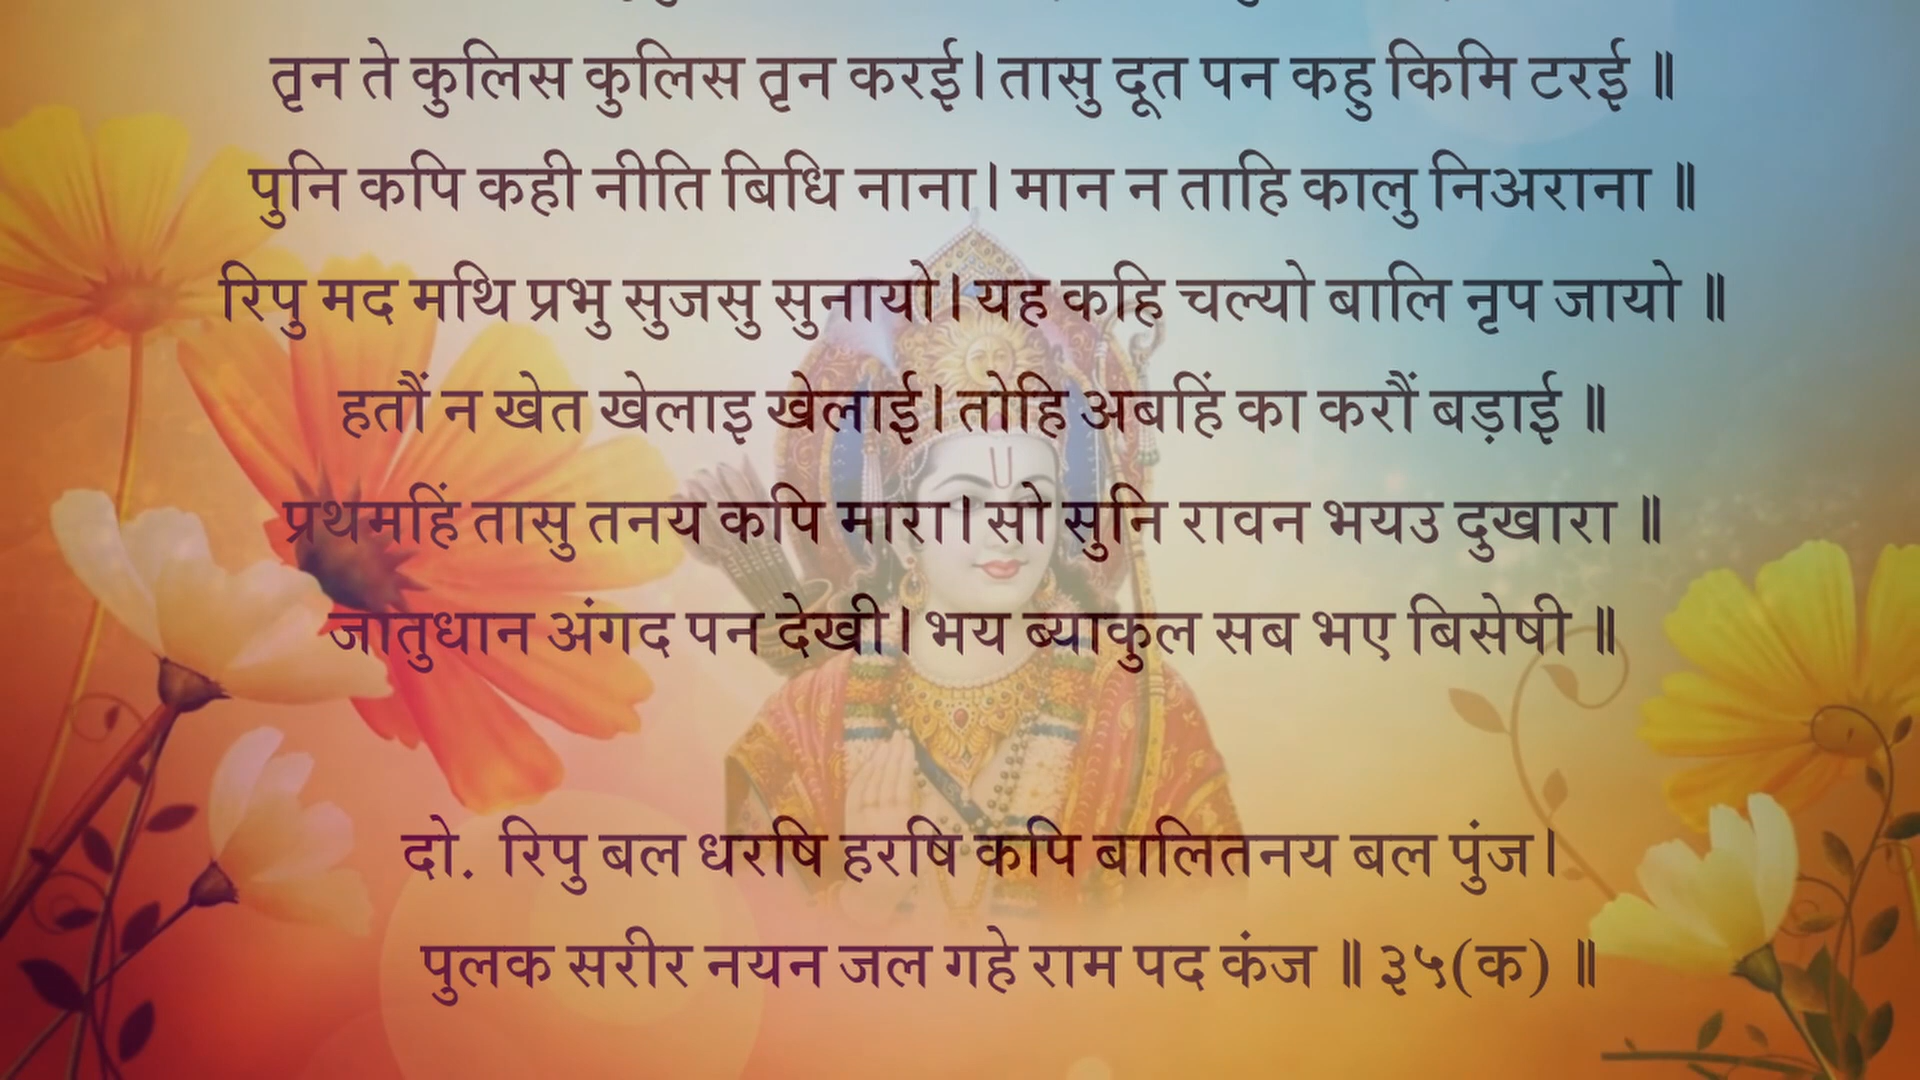 तृन ते कुलिस कुलिस तृन करई। तासु दूत पन कहु किमि टरई ॥
पुनि कपि कही नीति बिधि नाना। मान न ताहि कालु निअराना ॥
रिपु मद मथि प्रभु सुजसु सुनायो। यह कहि चल्यो बालि नृप जायो ॥
हतौं न खेत खेलाइ खेलाई। तोहि अबहिं का करौं बड़ाई ॥
प्रथमहिं तासु तनय कपि मारा। सो सुनि रावन भयउ दुखारा ॥
जातुधान अंगद पन देखी। भय ब्याकुल सब भए बिसेषी ॥
दो. रिपु बल धरषि हरषि कपि बालितनय बल पुंज।
पुलक सरीर नयन जल गहे राम पद कंज ॥ ३५(क) ॥